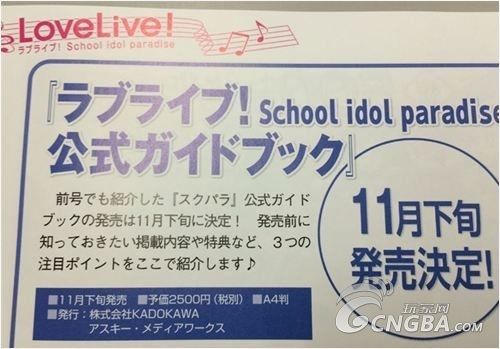 LoveLive!
ラブライブ! School idol paradise
『ラブライブ! School idol paradise
公式ガイドブック』
前号でも紹介した『スクパラ』公式ガイド
ブックの発売は11月下旬に決定! 発売前に
知っておきたい掲載内容や特典など、3つの
注目ポイントをここで紹介します♪
11月下旬
発売決定!
■11月下旬発売 ■予価2500円(税別) ■A4判
■発行:株式会社KADOKAWA
アスキー・メディアワークス
玩家网
CNGBA.com